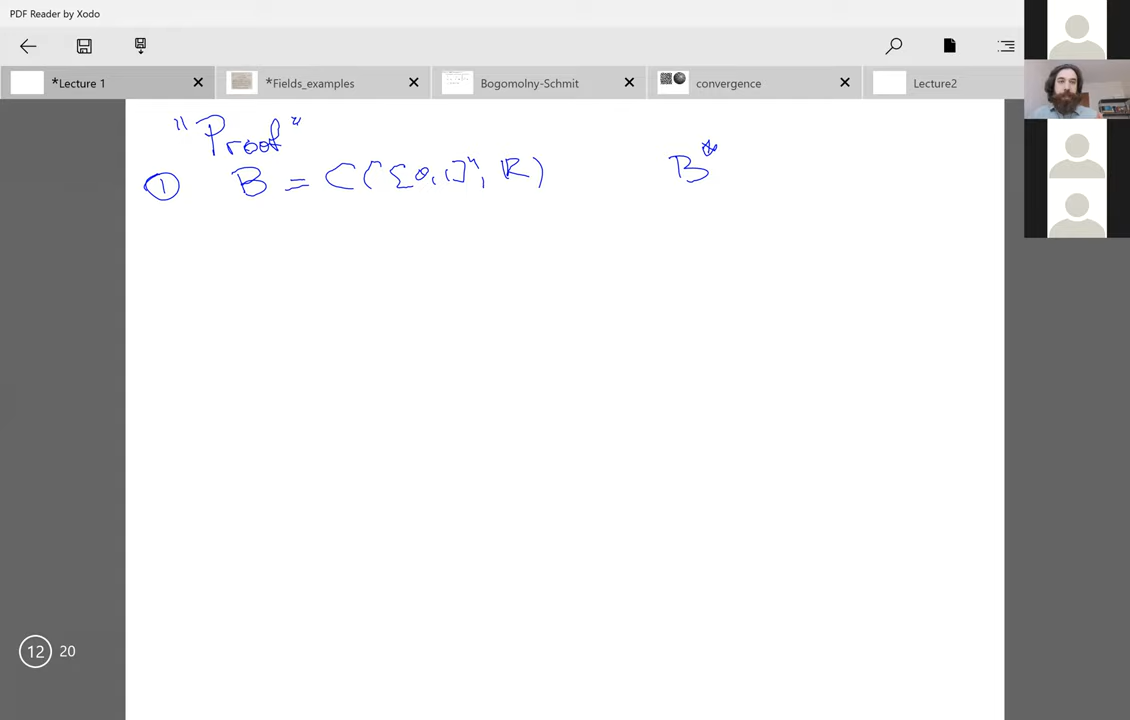 PDF Reader by Xodo
*Lecture 1
*Fields_examples
Bogomolny-Schmit
convergence
Lecture2
"Proof"
① B = C([0,1]ⁿ, ℝ) B*
12 20